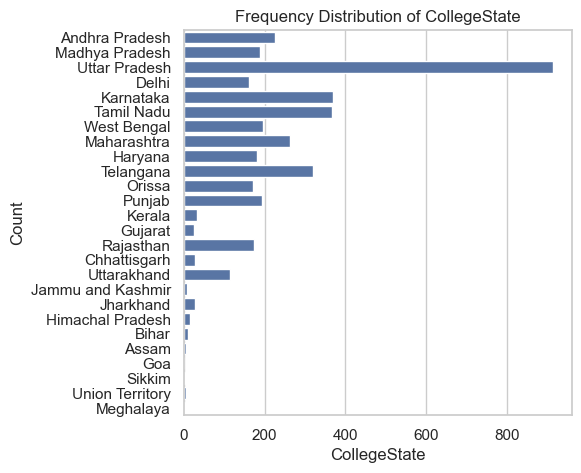 Frequency Distribution of CollegeState
Andhra Pradesh
Madhya Pradesh
Uttar Pradesh
Delhi
Karnataka
Tamil Nadu
West Bengal
Maharashtra
Haryana
Telangana
Orissa
Punjab
Kerala
Gujarat
Rajasthan
Chhattisgarh
Uttarakhand
Jammu and Kashmir
Jharkhand
Himachal Pradesh
Bihar
Assam
Goa
Sikkim
Union Territory
Meghalaya
Count
0 200 400 600 800
CollegeState